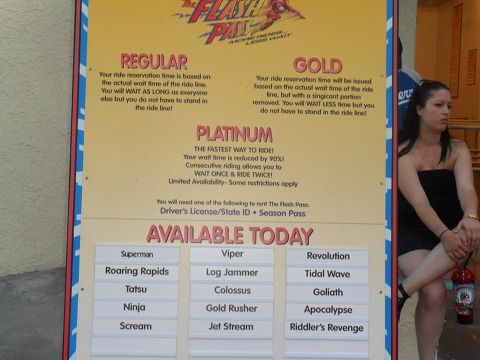 The
FLASH
PASS
MORE RIDES...
LESS WAIT
REGULAR
Your ride reservation time is based on
the actual wait time of the ride line.
You will WAIT AS LONG as everyone
else but you do not have to stand in
the ride line!
GOLD
Your ride reservation time will be issued
based on the actual wait time of the ride
line, but with a singicant portion
removed. You will WAIT LESS time but you
do not have to stand in the ride line!
PLATINUM
THE FASTEST WAY TO RIDE!
Your wait time is reduced by 90%!
Consecutive riding allows you to
WAIT ONCE & RIDE TWICE!
Limited Availability- Some restrictions apply
You will need one of the following to rent The Flash Pass:
Driver's License/State ID • Season Pass
AVAILABLE TODAY
Superman
Roaring Rapids
Tatsu
Ninja
Scream
Viper
Log Jammer
Colossus
Gold Rusher
Jet Stream
Revolution
Tidal Wave
Goliath
Apocalypse
Riddler's Revenge